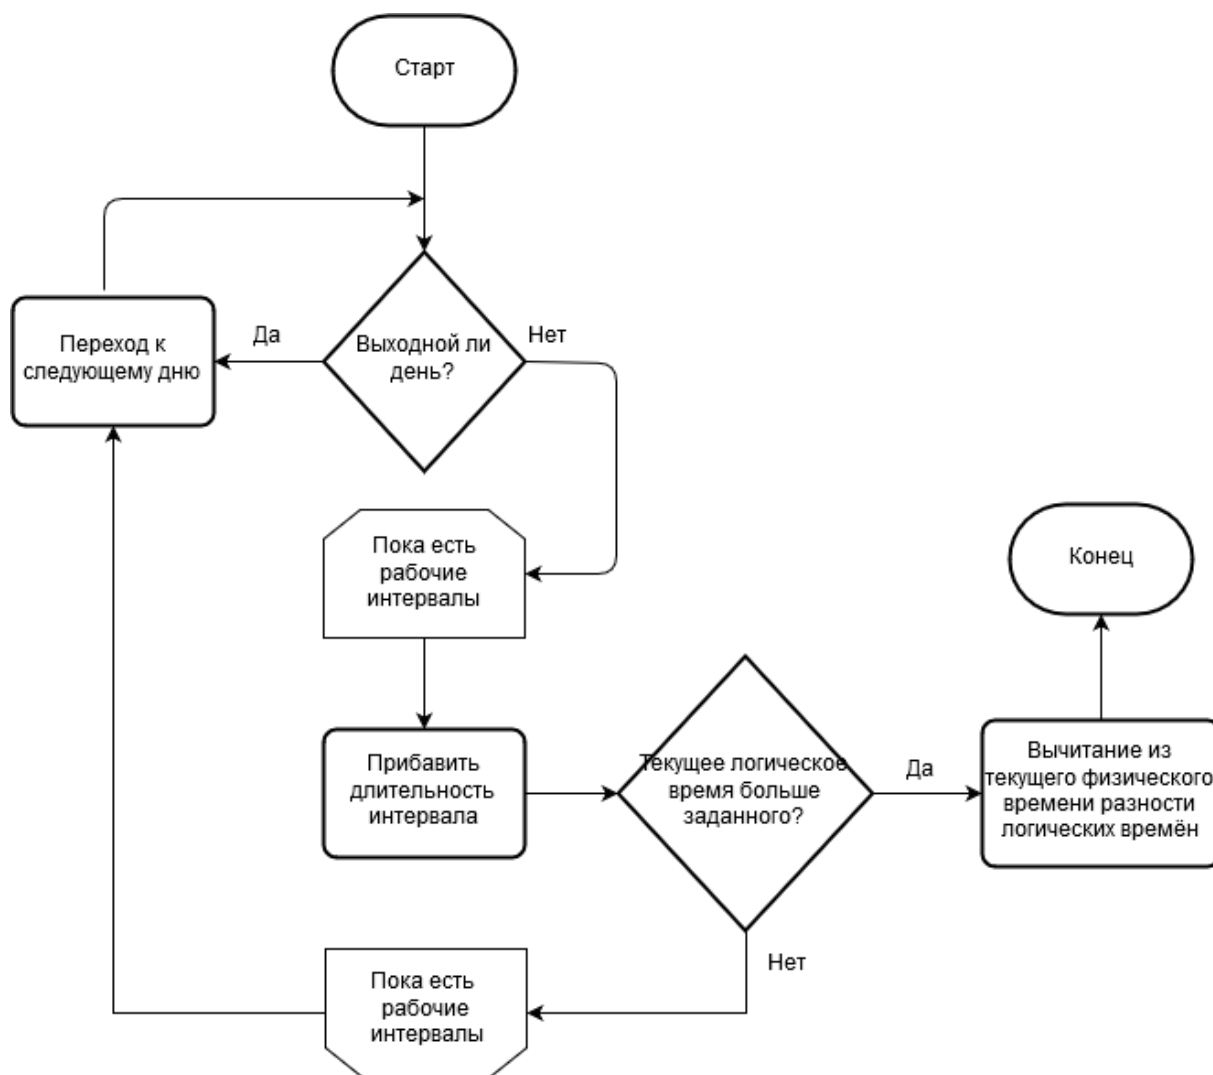 Старт
Переход к
следующему дню
Да
Выходной ли
день?
Нет
Пока есть
рабочие
интервалы
Конец
Прибавить
длительность
интервала
Текущее логическое
время больше
заданного?
Да
Вычитание из
текущего физического
времени разности
логических времён
Нет
Пока есть
рабочие
интервалы